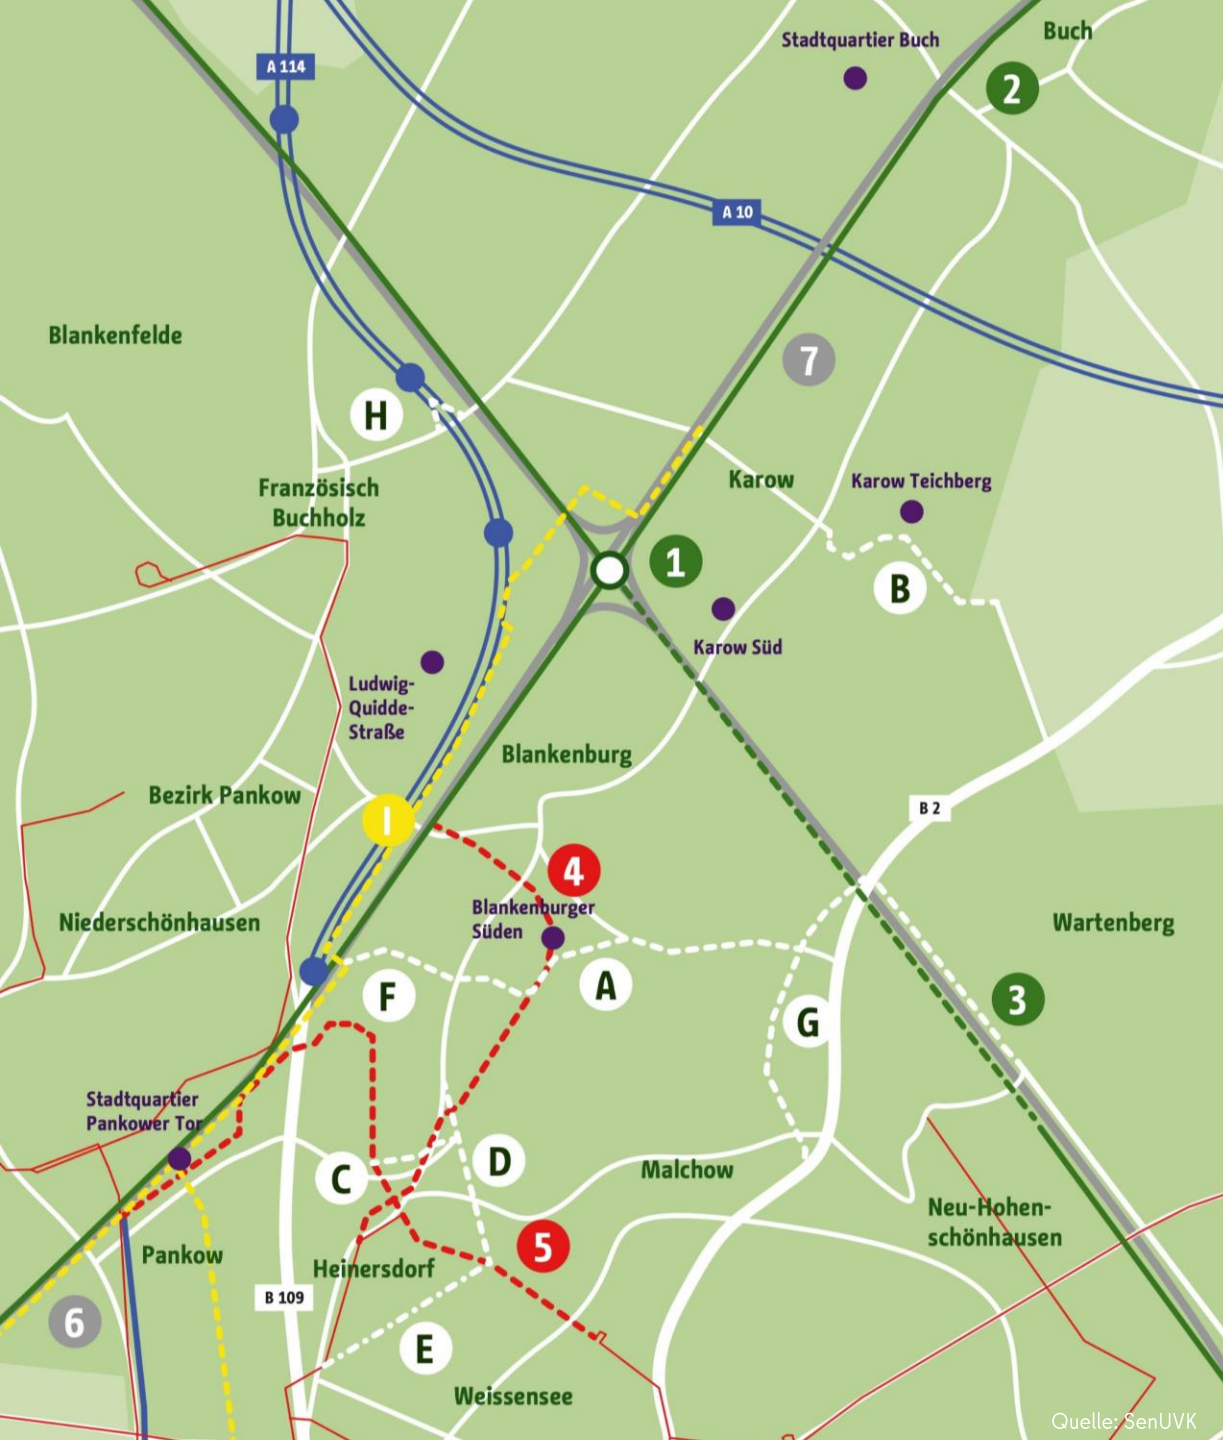 Buch
Stadtquartier Buch
A 114
2
A 10
Blankenfelde
7
H
Karow
Karow Teichberg
Französisch
Buchholz
1
B
Karow Süd
Ludwig-
Quidde-
Straße
Blankenburg
Bezirk Pankow
B 2
I
4
Blankenburger
Süden
Niederschönhausen
Wartenberg
A
F
3
G
Stadtquartier
Pankower Tor
D
C
Malchow
Neu-Hohen-
schönhausen
5
Pankow
Heinersdorf
B 109
6
E
Weissensee
Quelle: SenUVK